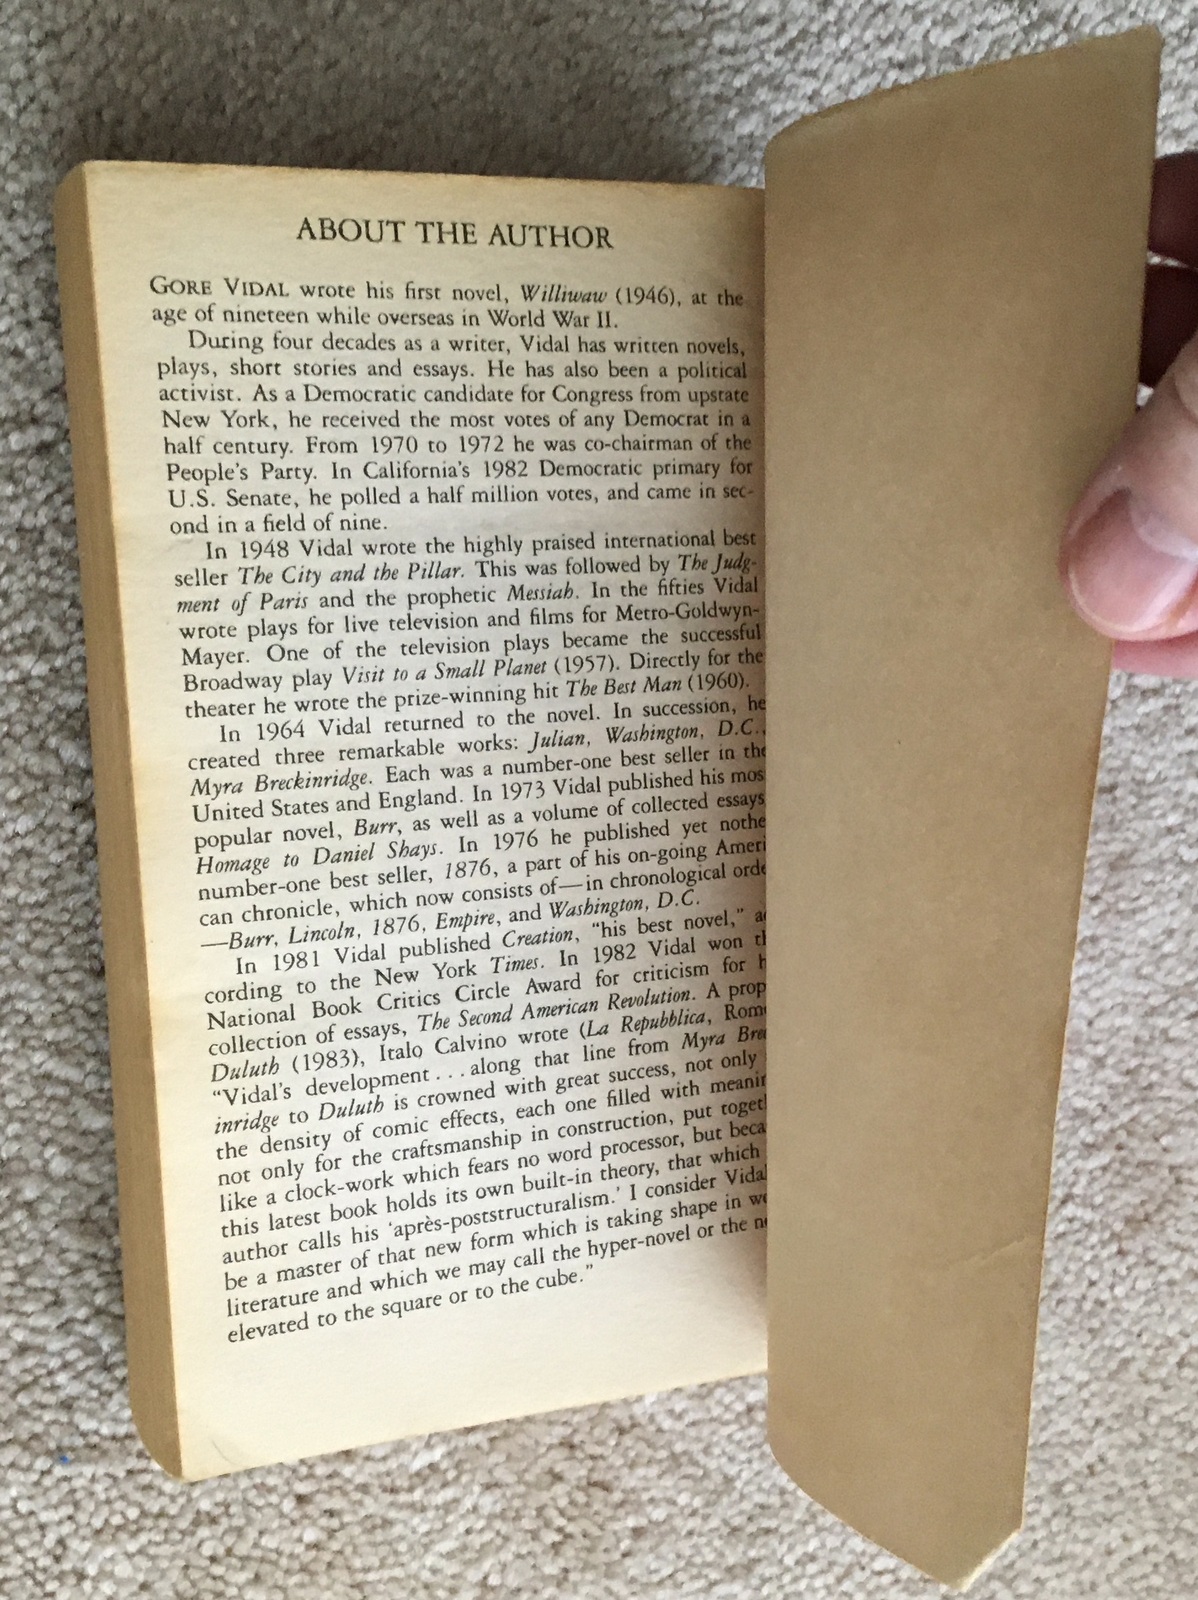 ABOUT THE AUTHOR
GORE VIDAL wrote his first novel, Williwaw (1946), at the
age of nineteen while overseas in World War II.
During four decades as a writer, Vidal has written novels,
plays, short stories and essays. He has also been a political
activist. As a Democratic candidate for Congress from upstate
New York, he received the most votes of any Democrat in a
half century. From 1970 to 1972 he was co-chairman of the
People's Party. In California's 1982 Democratic primary for
U.S. Senate, he polled a half million votes, and came in sec-
ond in a field of nine.
In 1948 Vidal wrote the highly praised international best
seller The City and the Pillar. This was followed by The Judg-
ment of Paris and the prophetic Messiah. In the fifties Vidal
wrote plays for live television and films for Metro-Goldwyn-
Mayer. One of the television plays became the successful
Broadway play Visit to a Small Planet (1957). Directly for the
theater he wrote the prize-winning hit The Best Man (1960).
In 1964 Vidal returned to the novel. In succession, he
created three remarkable works: Julian, Washington, D.C.,
Myra Breckinridge. Each was a number-one best seller in the
United States and England. In 1973 Vidal published his mos
popular novel, Burr, as well as a volume of collected essays
Homage to Daniel Shays. In 1976 he published yet nothe
number-one best seller, 1876, a part of his on-going Ameri
can chronicle, which now consists of—in chronological orde
—Burr, Lincoln, 1876, Empire, and Washington, D.C.
In 1981 Vidal published Creation, "his best novel," a
cording to the New York Times. In 1982 Vidal won t
National Book Critics Circle Award for criticism for h
collection of essays, The Second American Revolution. A prop
Duluth (1983), Italo Calvino wrote (La Repubblica, Rom
"Vidal's development . . . along that line from Myra Bre
inridge to Duluth is crowned with great success, not only
the density of comic effects, each one filled with meanin
not only for the craftsmanship in construction, put toget
like a clock-work which fears no word processor, but beca
this latest book holds its own built-in theory, that which
author calls his 'après-poststructuralism.' I consider Vidal
be a master of that new form which is taking shape in wo
literature and which we may call the hyper-novel or the n
elevated to the square or to the cube."